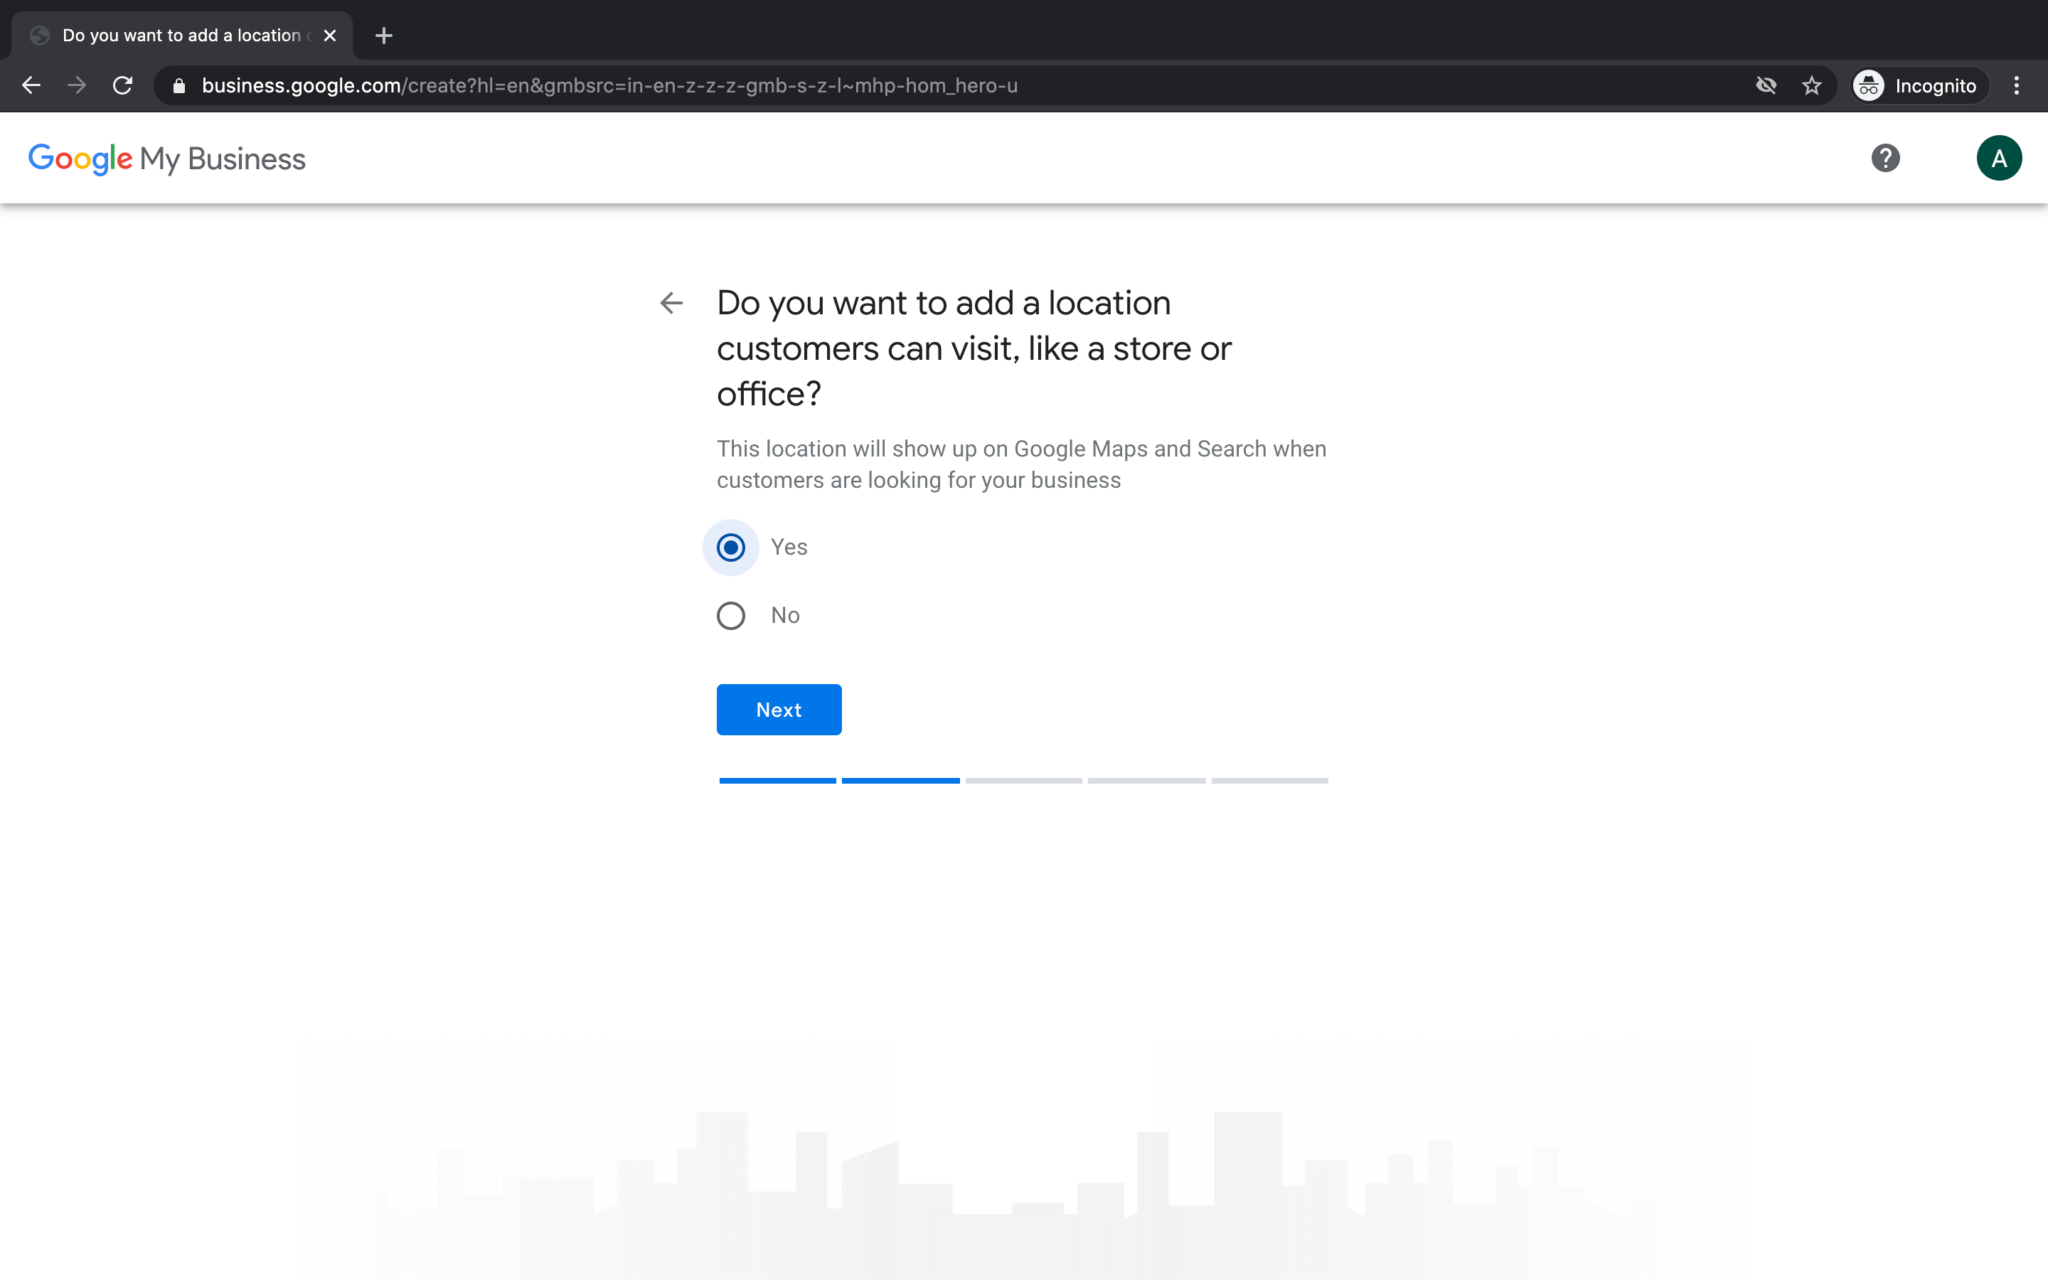 Do you want to add a location
business.google.com/create?hl=en&gmbsrc=in-en-z-z-z-gmb-s-z-l~mhp-hom_hero-u
Incognito
Google My Business
A
Do you want to add a location
customers can visit, like a store or
office?
This location will show up on Google Maps and Search when
customers are looking for your business
Yes
No
Next